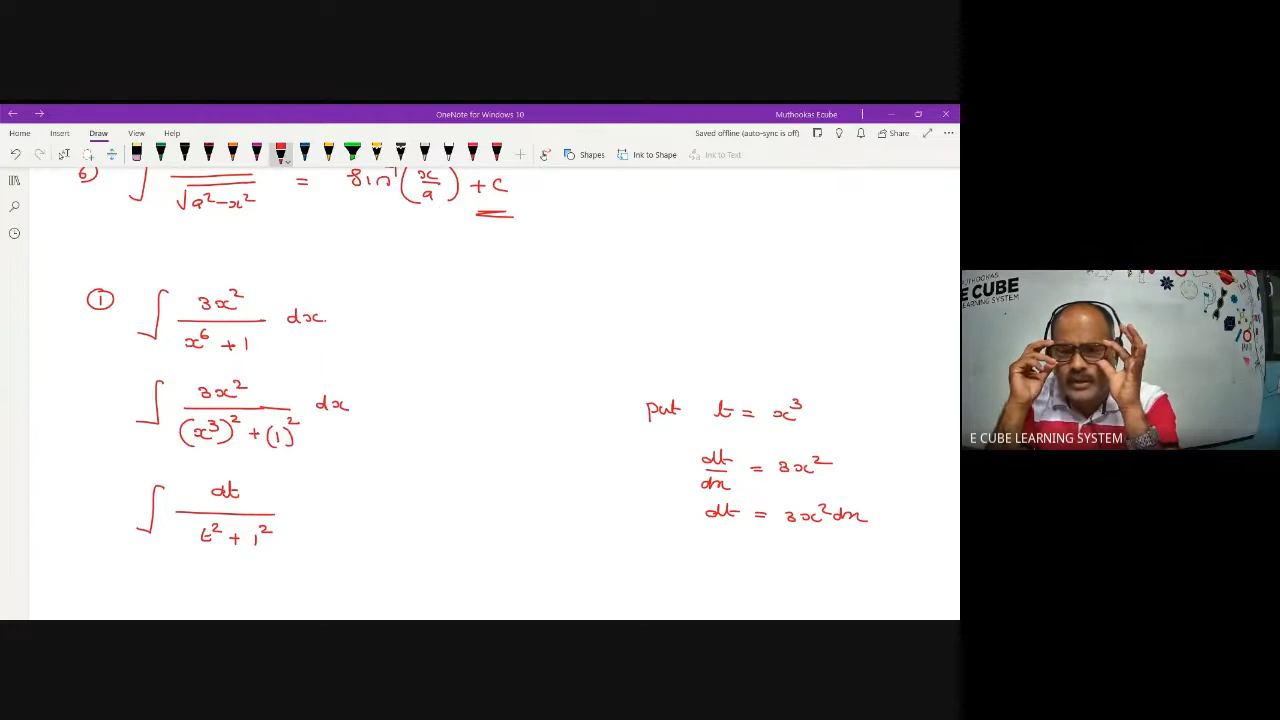 OneNote for Windows 10
Muthookas Ecube
Home Insert Draw View Help
Saved offline (auto-sync is off)
Share
Shapes
Ink to Shape
Ink to Text
6) ∫ / √a²-x² = sin⁻¹(x/a) + c
① ∫ 3x² / x⁶ + 1 dx.
∫ 3x² / (x³)² + (1)² dx
∫ dt / t² + 1²
put t = x³
dt/dx = 3x²
dt = 3x²dx
E CUBE
LEARNING SYSTEM
E CUBE LEARNING SYSTEM